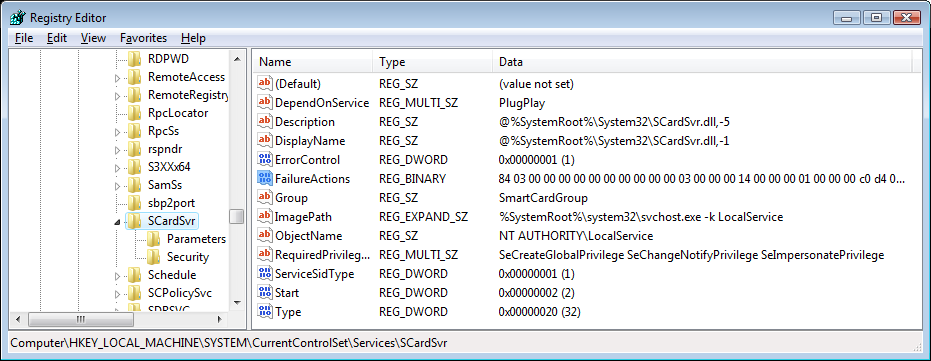 Registry Editor
File Edit View Favorites Help
RDPWD
RemoteAccess
RemoteRegistry
RpcLocator
RpcSs
rspndr
S3XXx64
SamSs
sbp2port
SCardSvr
Parameters
Security
Schedule
SCPolicySvc
SDRSVC
Name Type Data
(Default) REG_SZ (value not set)
DependOnService REG_MULTI_SZ PlugPlay
Description REG_SZ @%SystemRoot%\System32\SCardSvr.dll,-5
DisplayName REG_SZ @%SystemRoot%\System32\SCardSvr.dll,-1
ErrorControl REG_DWORD 0x00000001 (1)
FailureActions REG_BINARY 84 03 00 00 00 00 00 00 00 00 00 00 03 00 00 00 14 00 00 00 01 00 00 00 c0 d4 0...
Group REG_SZ SmartCardGroup
ImagePath REG_EXPAND_SZ %SystemRoot%\system32\svchost.exe -k LocalService
ObjectName REG_SZ NT AUTHORITY\LocalService
RequiredPrivileg... REG_MULTI_SZ SeCreateGlobalPrivilege SeChangeNotifyPrivilege SeImpersonatePrivilege
ServiceSidType REG_DWORD 0x00000001 (1)
Start REG_DWORD 0x00000002 (2)
Type REG_DWORD 0x00000020 (32)
Computer\HKEY_LOCAL_MACHINE\SYSTEM\CurrentControlSet\Services\SCardSvr